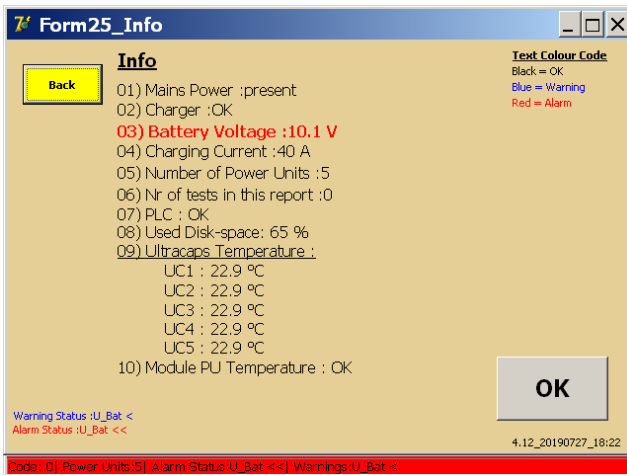 Form25_Info
Back
Info
Text Colour Code
Black = OK
Blue = Warning
Red = Alarm
01) Mains Power :present
02) Charger :OK
03) Battery Voltage :10.1 V
04) Charging Current :40 A
05) Number of Power Units :5
06) Nr of tests in this report :0
07) PLC : OK
08) Used Disk-space: 65 %
09) Ultracaps Temperature :
UC1 : 22.9 ºC
UC2 : 22.9 ºC
UC3 : 22.9 ºC
UC4 : 22.9 ºC
UC5 : 22.9 ºC
10) Module PU Temperature : OK
OK
Warning Status :U_Bat <
Alarm Status :U_Bat <<
4.12_20190727_18:22
Code: 0| Power Units:5| Alarm Status:U_Bat <<| Warnings:U_Bat <